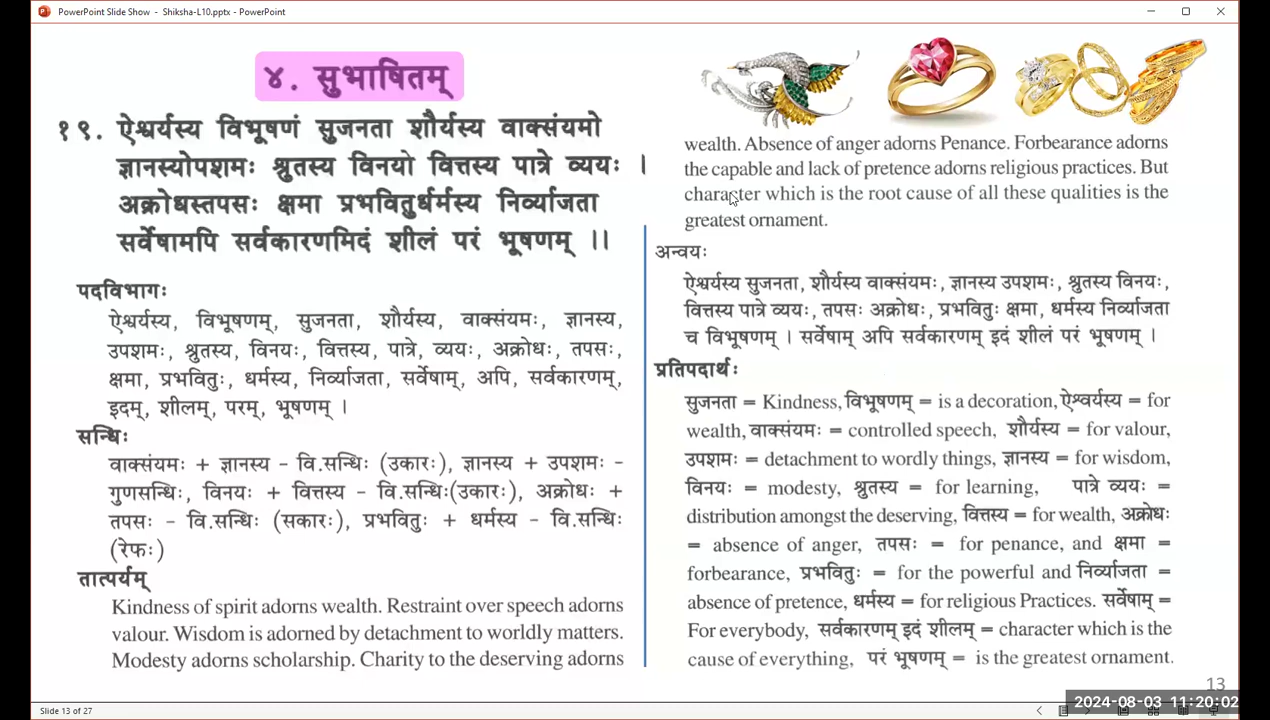 PowerPoint Slide Show - Shiksha-L10.pptx - PowerPoint
४. सुभाषितम्
१९. ऐश्वर्यस्य विभूषणं सुजनता शौर्यस्य वाक्संयमो
ज्ञानस्योपशमः श्रुतस्य विनयो वित्तस्य पात्रे व्ययः ।
अक्रोधस्तपसः क्षमा प्रभवितुर्धर्मस्य निर्व्याजता
सर्वेषामपि सर्वकारणमिदं शीलं परं भूषणम् ।।
पदविभागः
ऐश्वर्यस्य, विभूषणम्, सुजनता, शौर्यस्य, वाक्संयमः, ज्ञानस्य,
उपशमः, श्रुतस्य, विनयः, वित्तस्य, पात्रे, व्ययः, अक्रोधः, तपसः,
क्षमा, प्रभवितुः, धर्मस्य, निर्व्याजता, सर्वेषाम्, अपि, सर्वकारणम्,
इदम्, शीलम्, परम्, भूषणम् ।
सन्धिः
वाक्संयमः + ज्ञानस्य - वि.सन्धिः (उकारः), ज्ञानस्य + उपशमः -
गुणसन्धिः, विनयः + वित्तस्य - वि.सन्धिः(उकारः), अक्रोधः +
तपसः - वि.सन्धिः (सकारः), प्रभवितुः + धर्मस्य - वि.सन्धिः
(रेफः)
तात्पर्यम्
Kindness of spirit adorns wealth. Restraint over speech adorns
valour. Wisdom is adorned by detachment to worldly matters.
Modesty adorns scholarship. Charity to the deserving adorns
wealth. Absence of anger adorns Penance. Forbearance adorns
the capable and lack of pretence adorns religious practices. But
character which is the root cause of all these qualities is the
greatest ornament.
अन्वयः
ऐश्वर्यस्य सुजनता, शौर्यस्य वाक्संयमः, ज्ञानस्य उपशमः, श्रुतस्य विनयः,
वित्तस्य पात्रे व्ययः, तपसः अक्रोधः, प्रभवितुः क्षमा, धर्मस्य निर्व्याजता
च विभूषणम् । सर्वेषाम् अपि सर्वकारणम् इदं शीलं परं भूषणम् ।
प्रतिपदार्थः
सुजनता = Kindness, विभूषणम् = is a decoration, ऐश्वर्यस्य = for
wealth, वाक्संयमः = controlled speech, शौर्यस्य = for valour,
उपशमः = detachment to wordly things, ज्ञानस्य = for wisdom,
विनयः = modesty, श्रुतस्य = for learning, पात्रे व्ययः =
distribution amongst the deserving, वित्तस्य = for wealth, अक्रोधः
= absence of anger, तपसः = for penance, and क्षमा =
forbearance, प्रभवितुः = for the powerful and निर्व्याजता =
absence of pretence, धर्मस्य = for religious Practices. सर्वेषाम् =
For everybody, सर्वकारणम् इदं शीलम् = character which is the
cause of everything, परं भूषणम् = is the greatest ornament.
13
Slide 13 of 27
2024-08-03 11:20:02